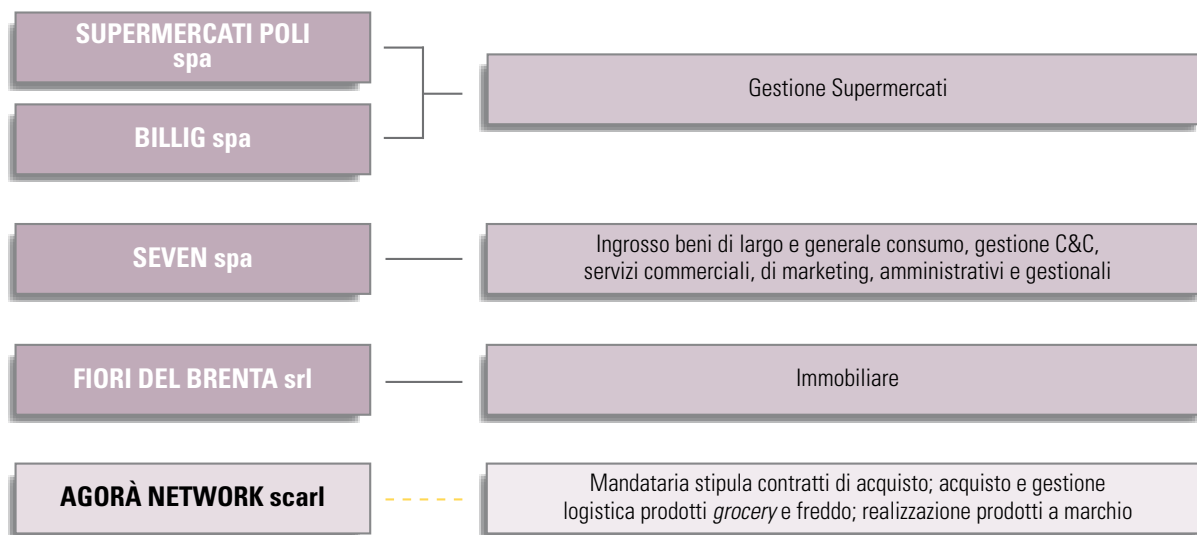 SUPERMERCATI POLI
spa
BILLIG spa
Gestione Supermercati
SEVEN spa
Ingrosso beni di largo e generale consumo, gestione C&C,
servizi commerciali, di marketing, amministrativi e gestionali
FIORI DEL BRENTA srl
Immobiliare
AGORÀ NETWORK scarl
Mandataria stipula contratti di acquisto; acquisto e gestione
logistica prodotti grocery e freddo; realizzazione prodotti a marchio